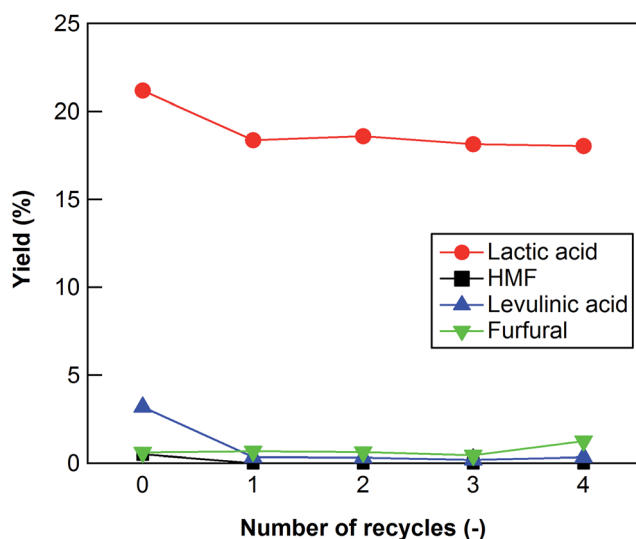 25
20
15
10
5
0
Yield (%)
Lactic acid
HMF
Levulinic acid
Furfural
0 1 2 3 4
Number of recycles (-)